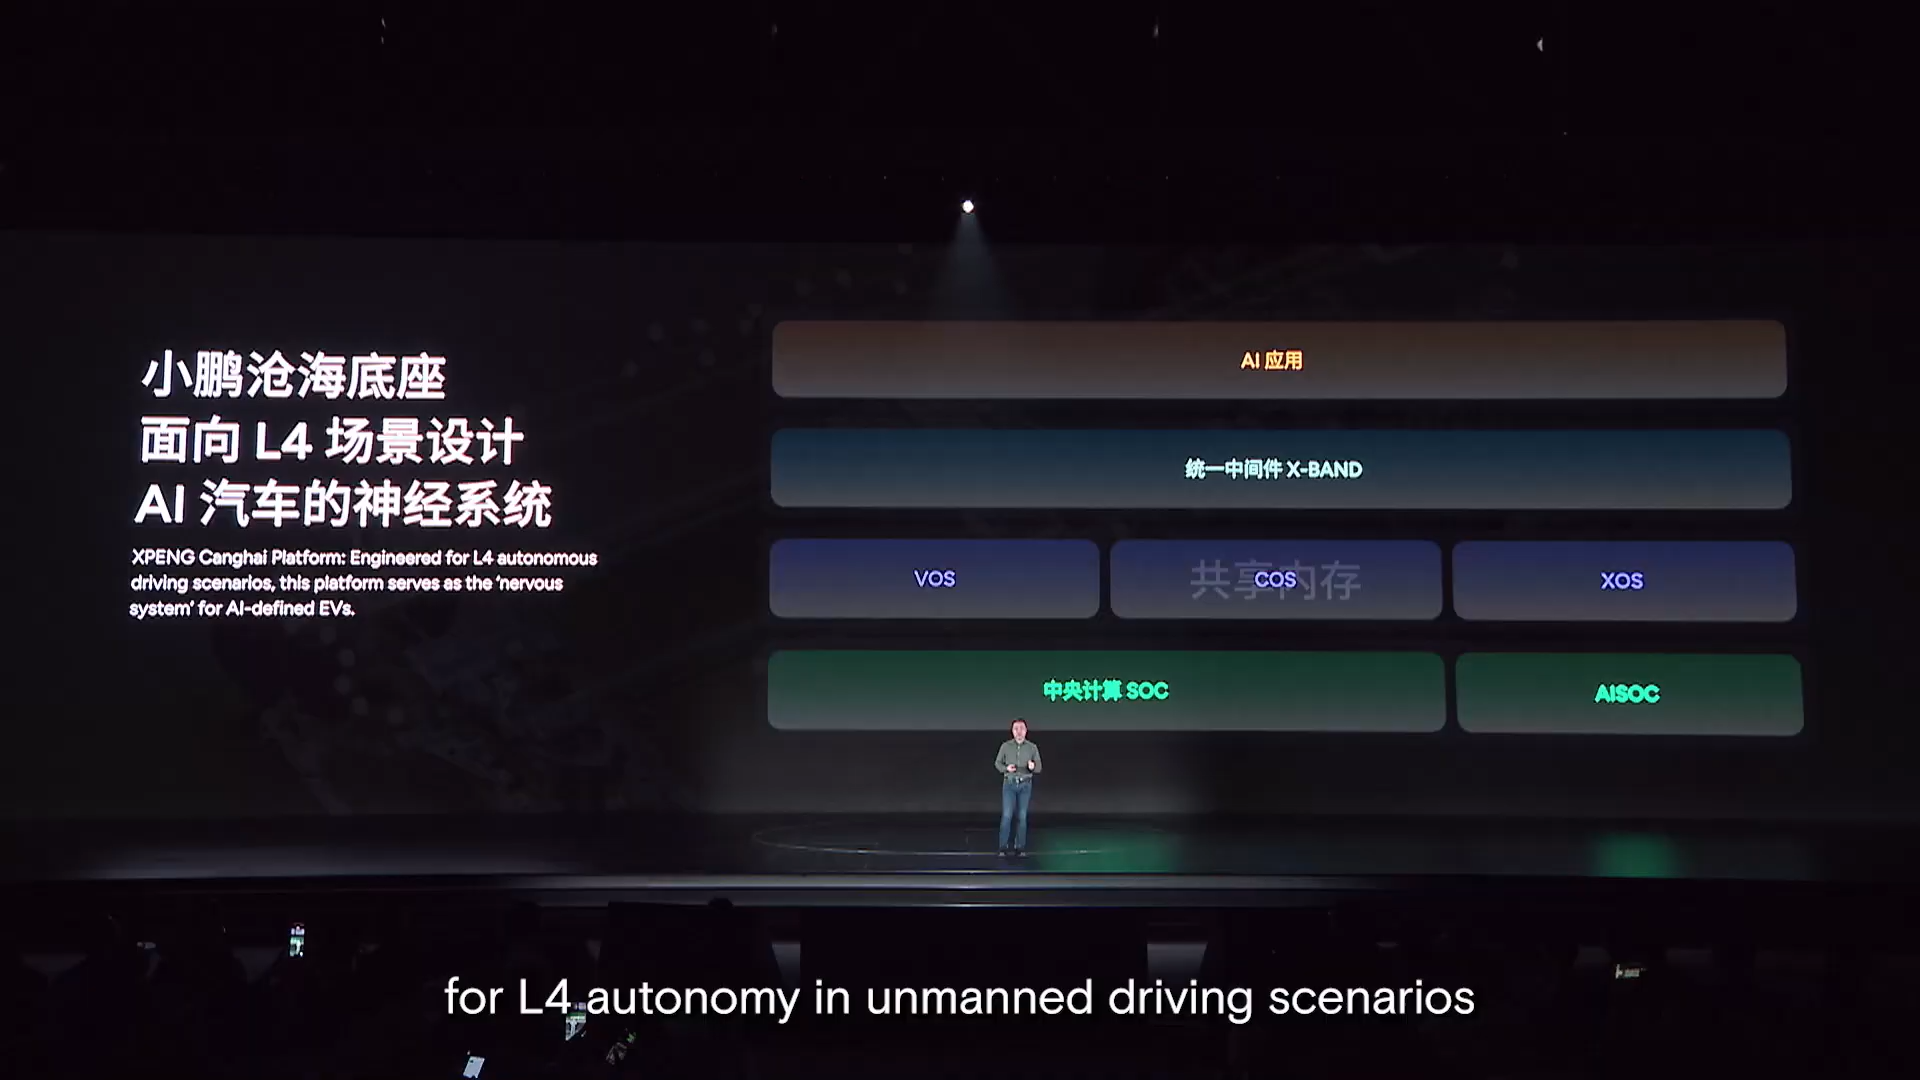 小鹏沧海底座
面向 L4 场景设计
AI 汽车的神经系统
XPENG Canghai Platform: Engineered for L4 autonomous
driving scenarios, this platform serves as the ‘nervous
system’ for AI-defined EVs.
AI 应用
统一中间件 X-BAND
VOS
COS
共享内存
XOS
中央计算 SOC
AISOC
for L4 autonomy in unmanned driving scenarios